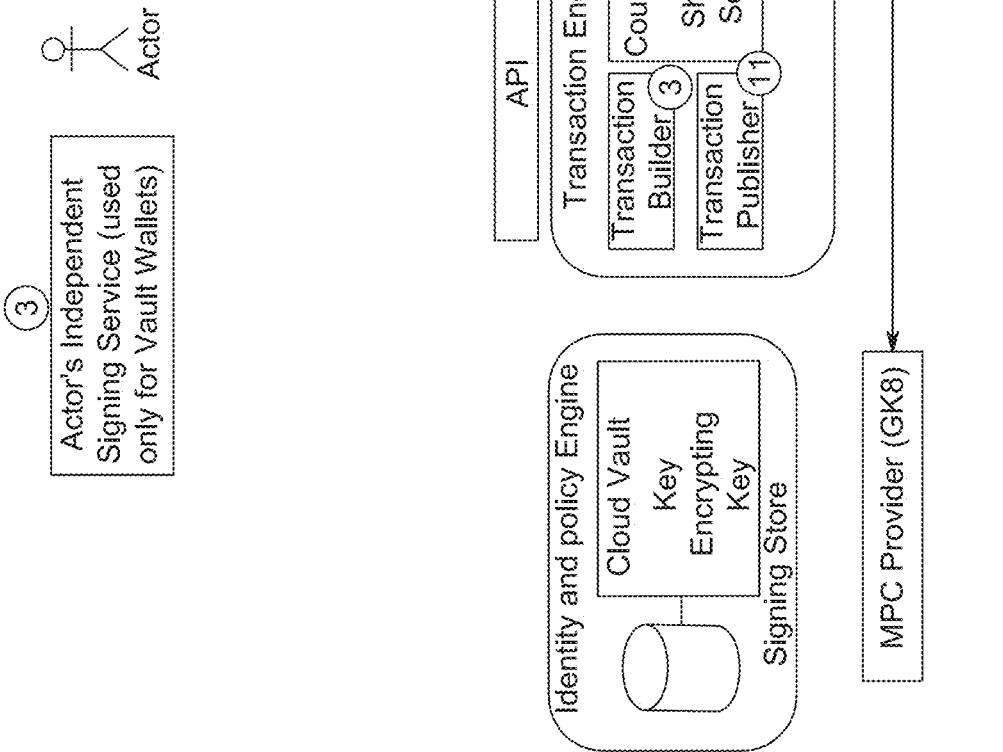 3
Actor's Independent
Signing Service (used
only for Vault Wallets)
Actor
API
Identity and policy Engine
Cloud Vault
Key
Encrypting
Key
Signing Store
Transaction
Transaction
Builder
3
Transaction
Publisher
11
MPC Provider (GK8)